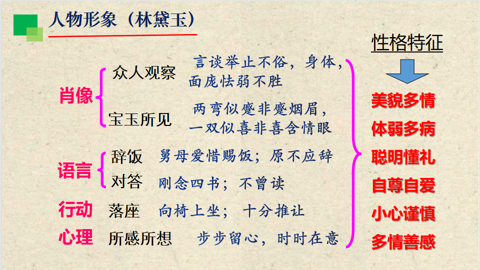 人物形象（林黛玉）
性格特征
肖像
众人观察
言谈举止不俗，身体，
面庞怯弱不胜
宝玉所见
两弯似蹙非蹙烟眉，
一双似喜非喜含情眼
语言
辞饭
舅母爱惜赐饭；原不应辞
对答
刚念四书；不曾读
行动
落座
向椅上坐；十分推让
心理
所感所想
步步留心，时时在意
美貌多情
体弱多病
聪明懂礼
自尊自爱
小心谨慎
多情善感